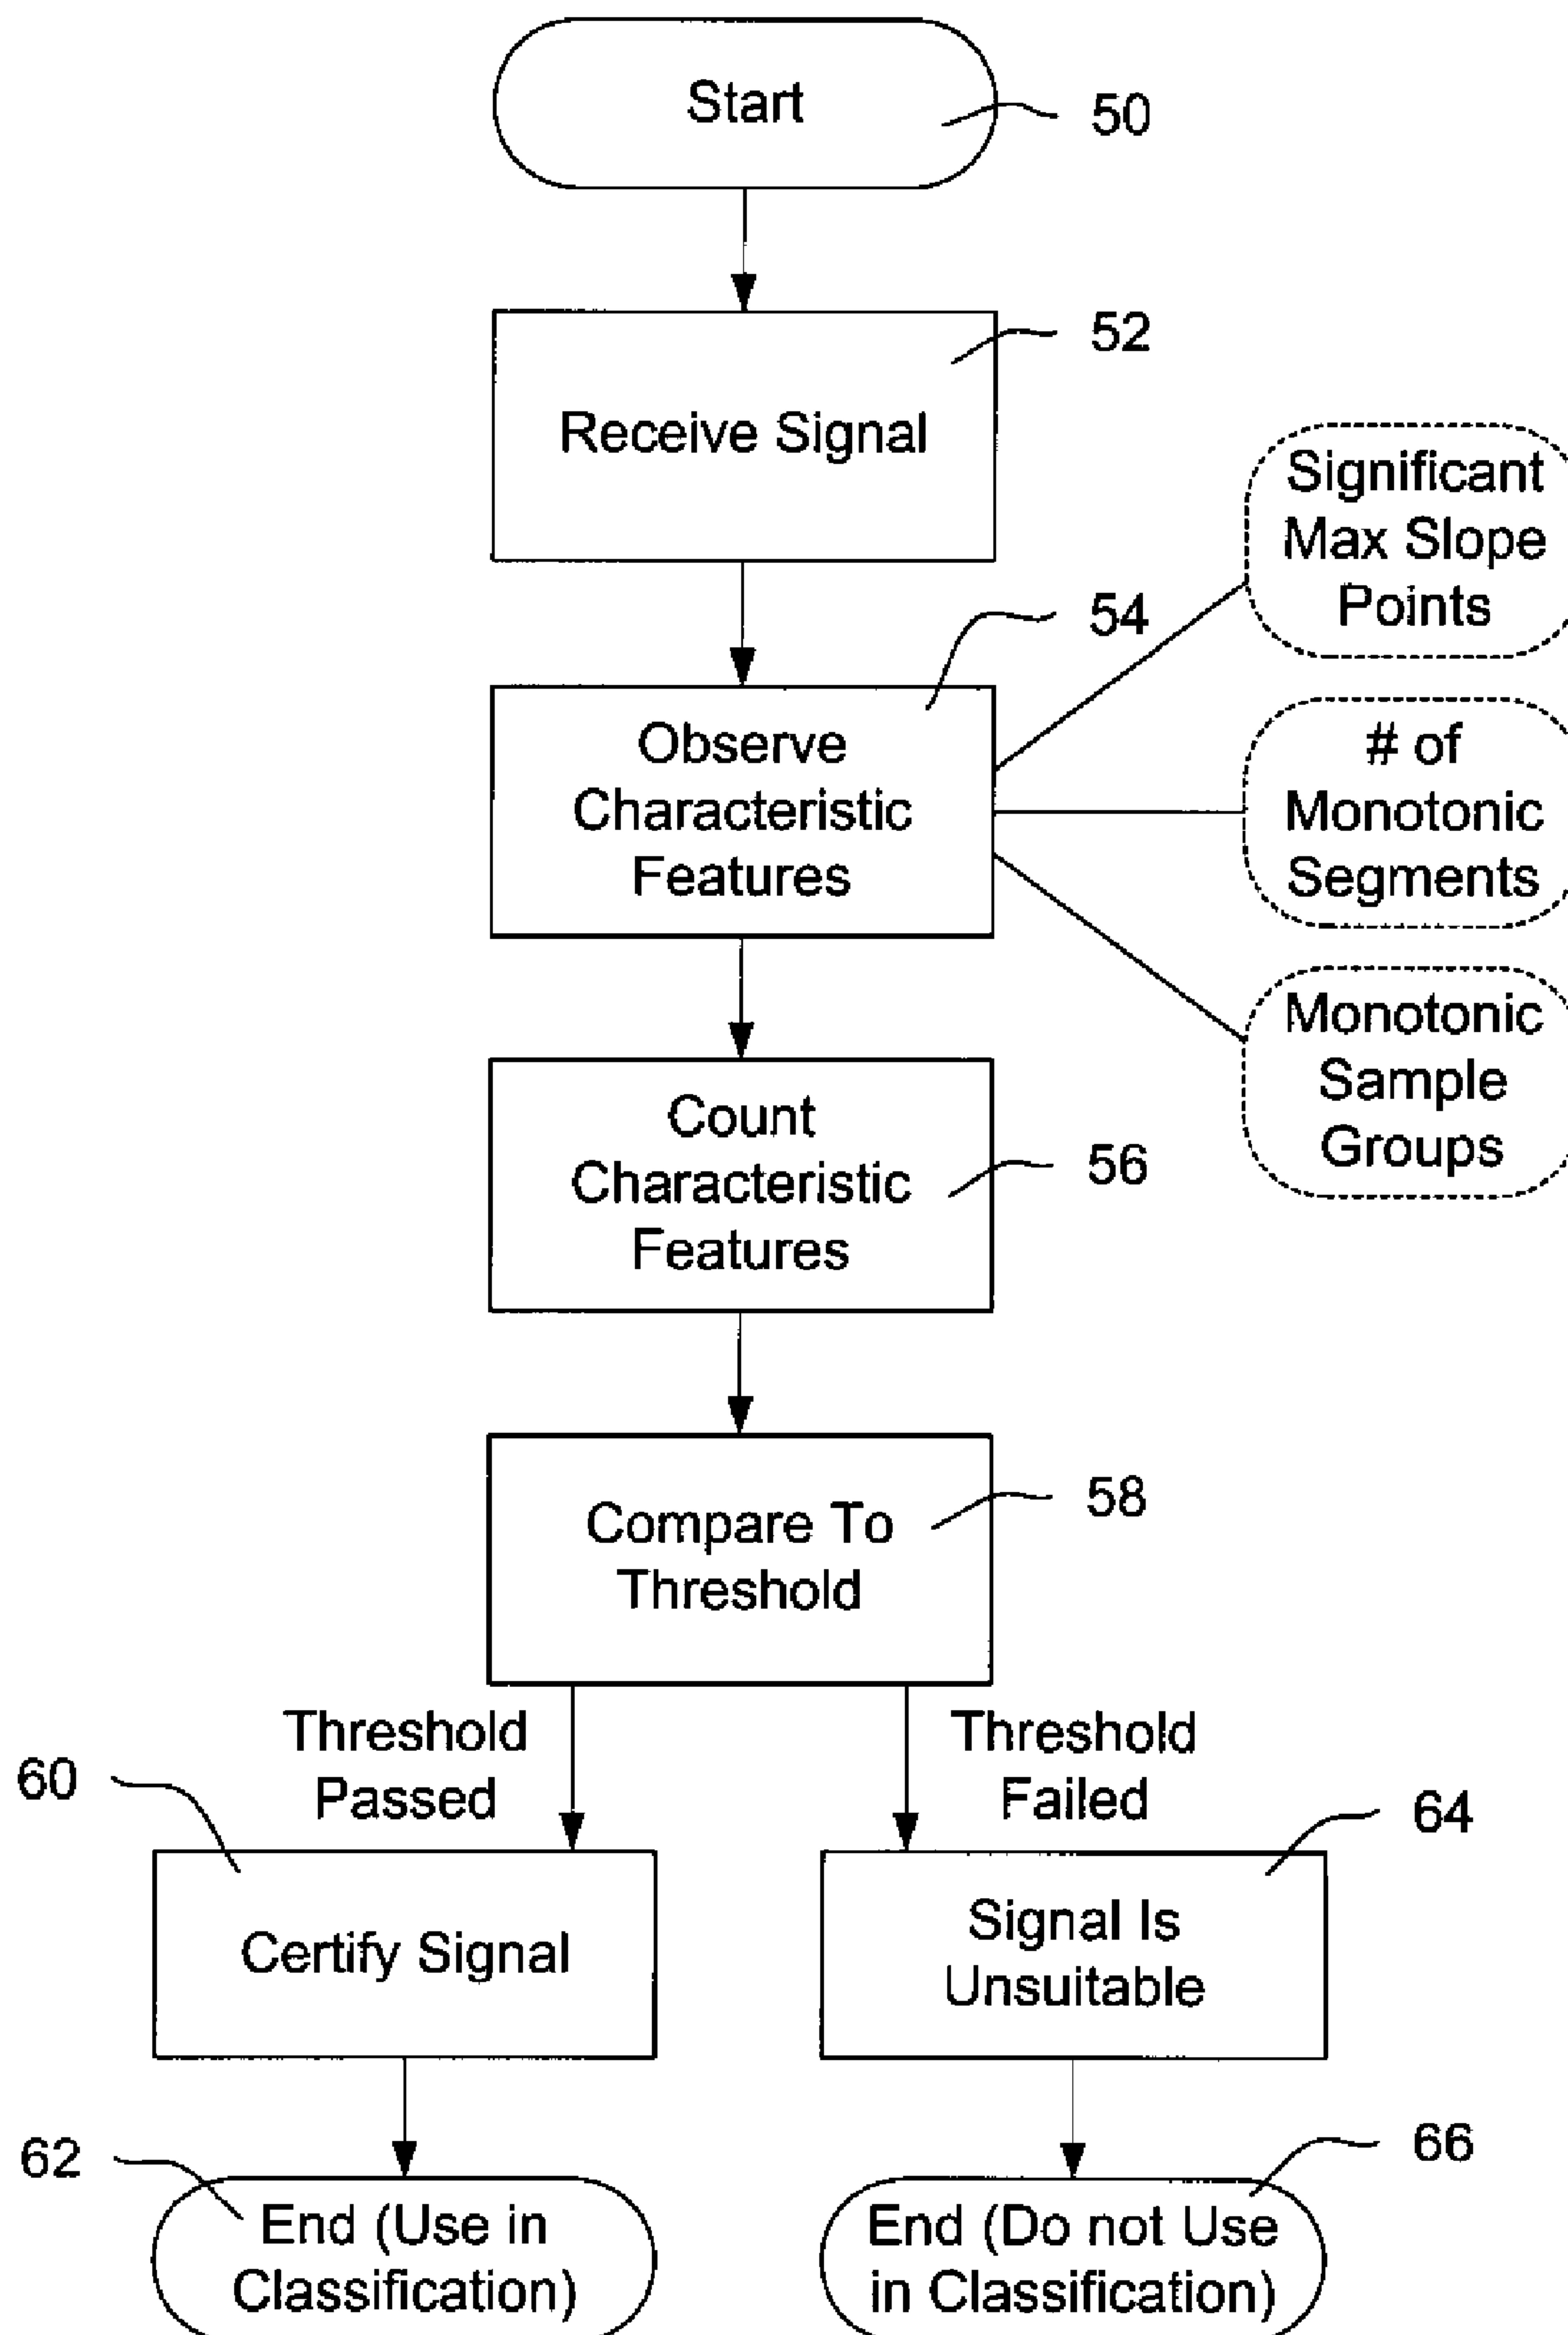 Start
50
52
Receive Signal
Significant
Max Slope
Points
54
Observe
Characteristic
Features
# of
Monotonic
Segments
Monotonic
Sample
Groups
Count
Characteristic
Features
56
Compare To
Threshold
58
Threshold
Passed
Threshold
Failed
60
64
Certify Signal
Signal Is
Unsuitable
62
66
End (Use in
Classification)
End (Do not Use
in Classification)